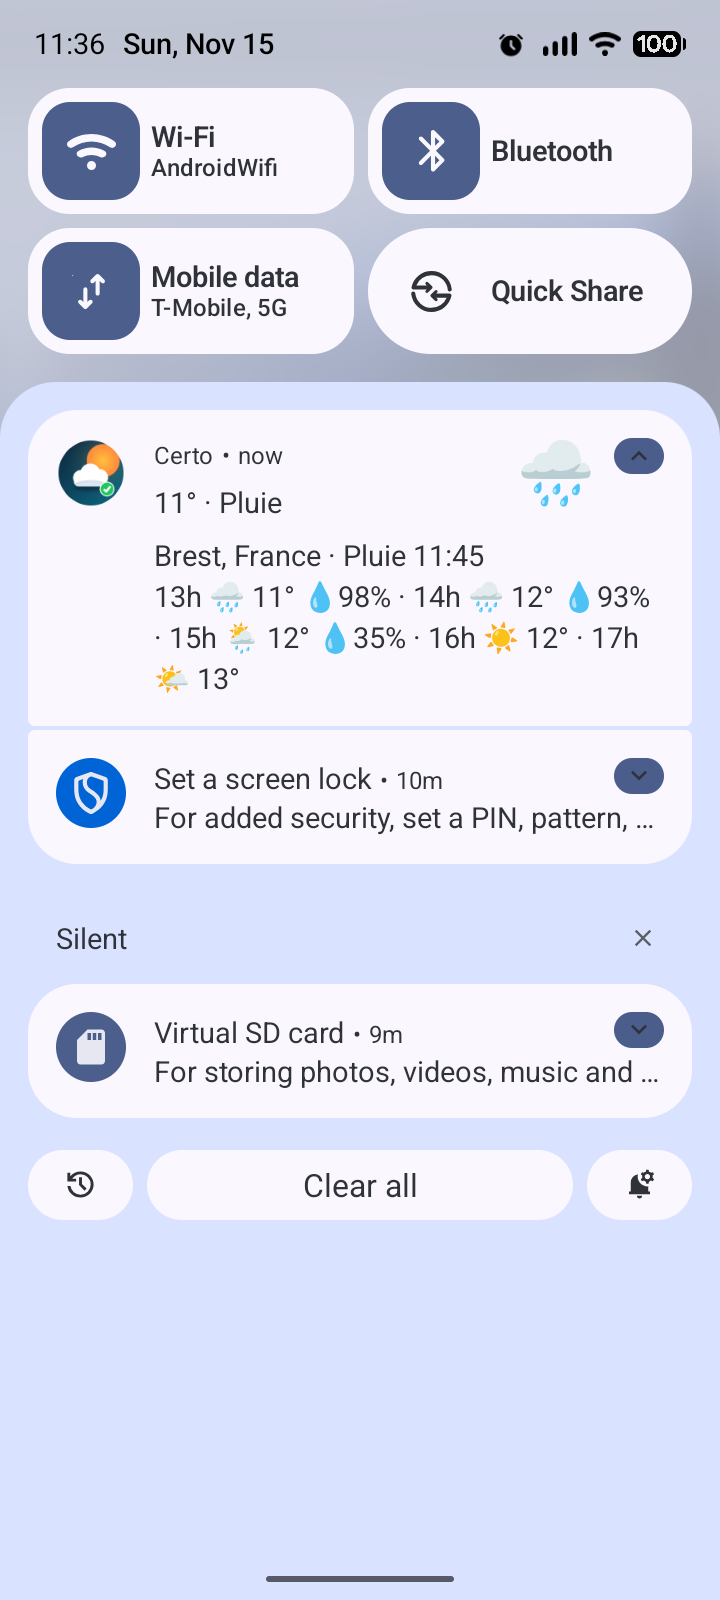 11:36 Sun, Nov 15
100
Wi-Fi
AndroidWifi
Bluetooth
Mobile data
T-Mobile, 5G
Quick Share
Certo • now
11° · Pluie
Brest, France · Pluie 11:45
13h 🌧️ 11° 💧98% · 14h 🌧️ 12° 💧93%
· 15h 🌦️ 12° 💧35% · 16h ☀️ 12° · 17h
🌤️ 13°
Set a screen lock • 10m
For added security, set a PIN, pattern, ...
Silent
Virtual SD card • 9m
For storing photos, videos, music and ...
Clear all